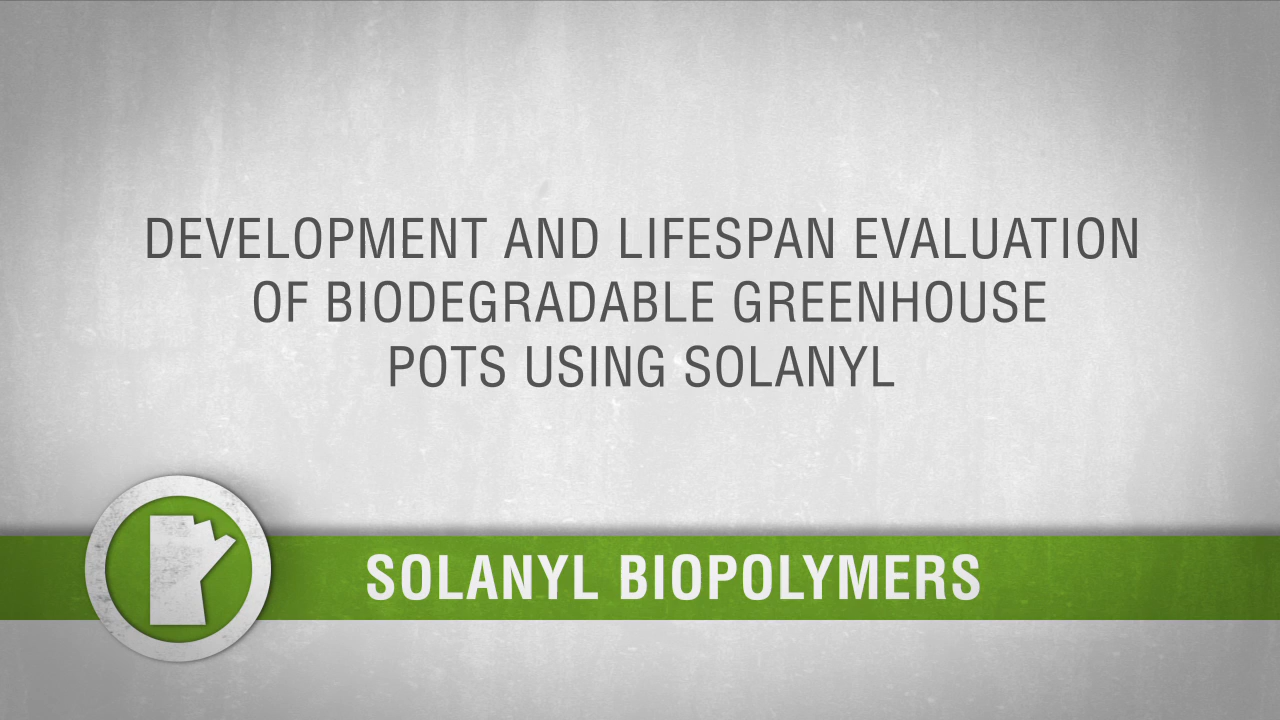 DEVELOPMENT AND LIFESPAN EVALUATION
OF BIODEGRADABLE GREENHOUSE
POTS USING SOLANYL
SOLANYL BIOPOLYMERS